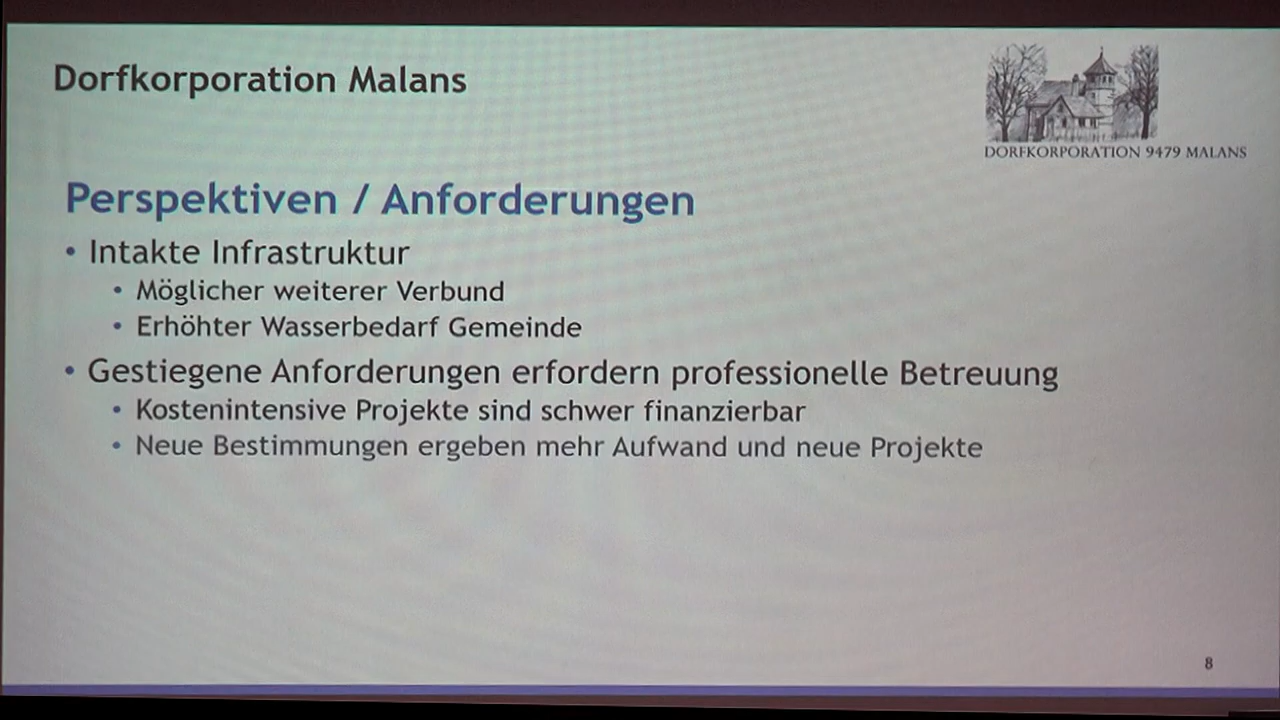 Dorfkorporation Malans
DORFKORPORATION 9479 MALANS
Perspektiven / Anforderungen
• Intakte Infrastruktur
• Möglicher weiterer Verbund
• Erhöhter Wasserbedarf Gemeinde
• Gestiegene Anforderungen erfordern professionelle Betreuung
• Kostenintensive Projekte sind schwer finanzierbar
• Neue Bestimmungen ergeben mehr Aufwand und neue Projekte
8